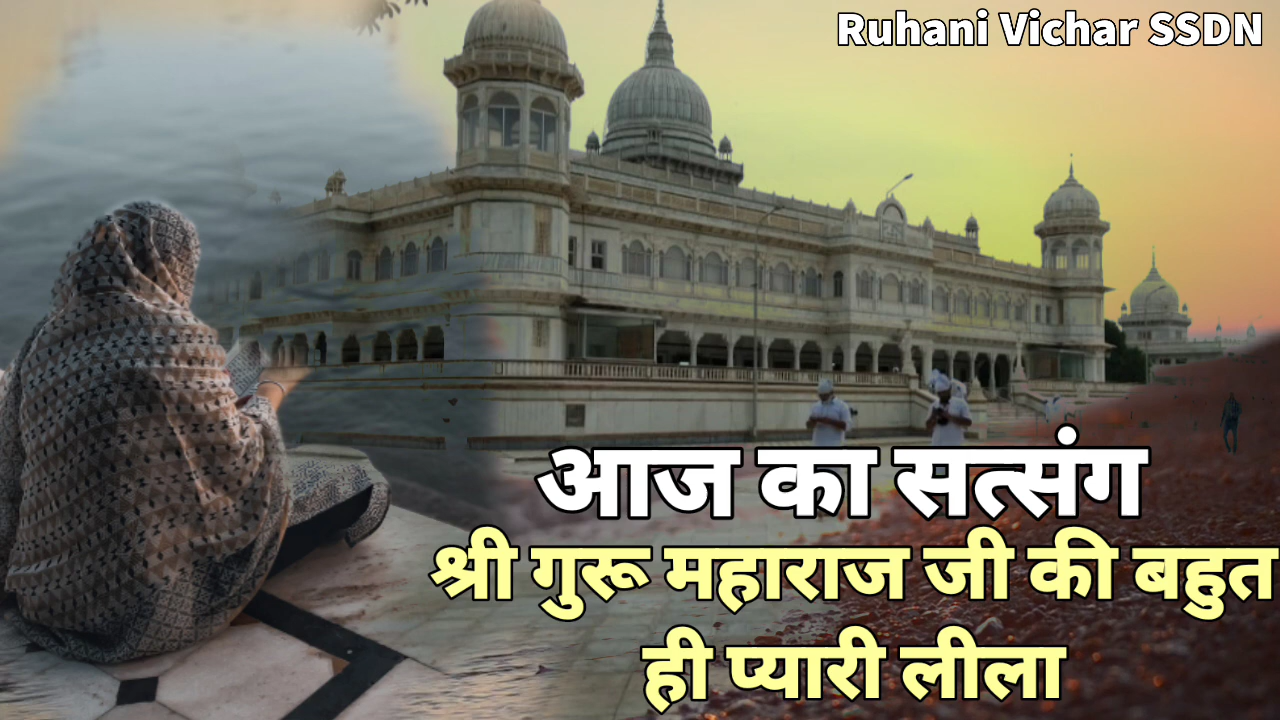 Ruhani Vichar SSDN
आज का सत्संग
श्री गुरू महाराज जी की बहुत
ही प्यारी लीला